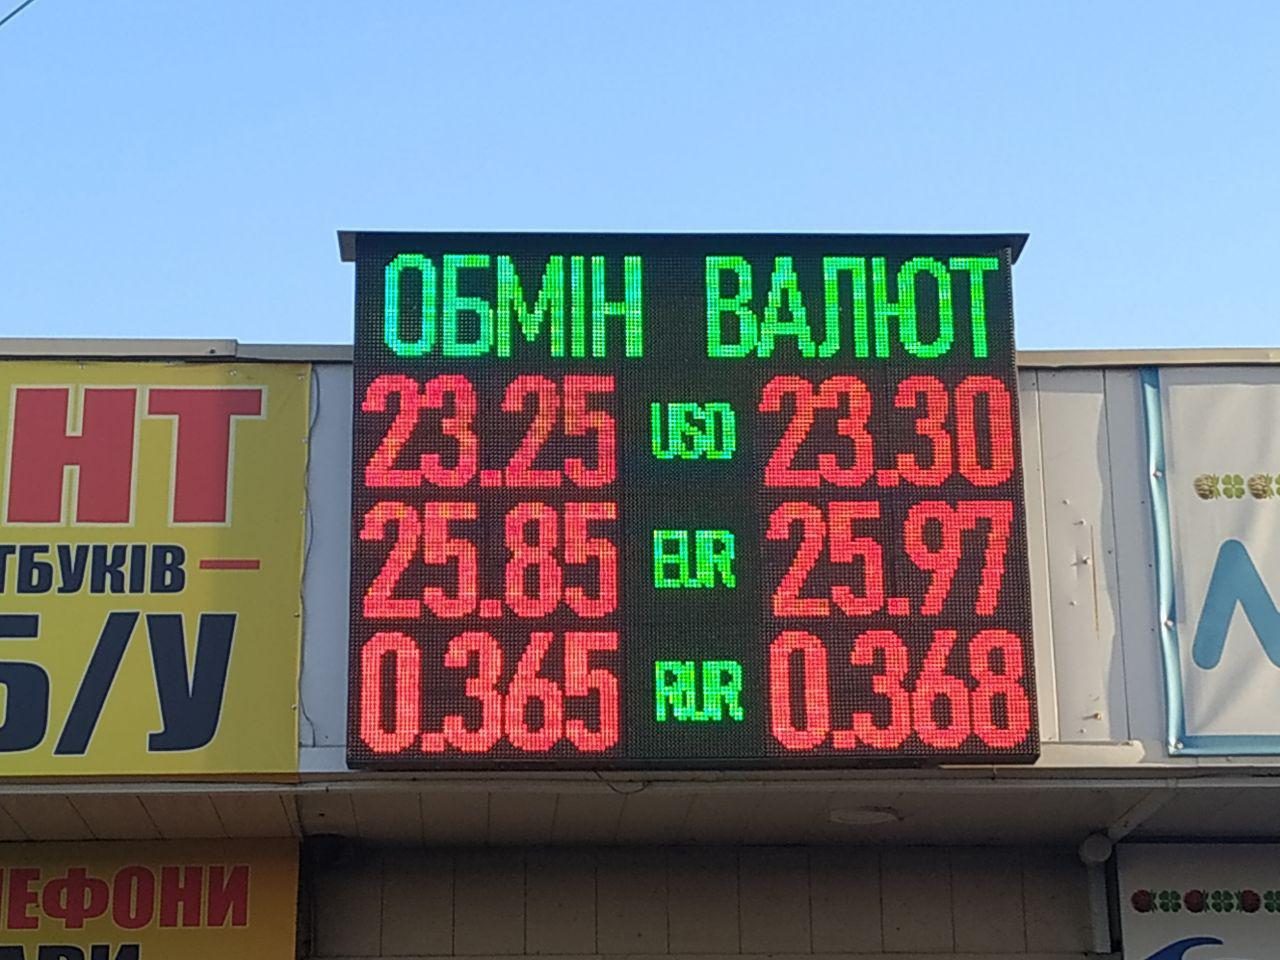 ОБМІН ВАЛЮТ
23.25 USD 23.30
25.85 EUR 25.97
0.365 RUR 0.368
НТ
ТБУКІВ –
Б/У
ЛЕФОНИ